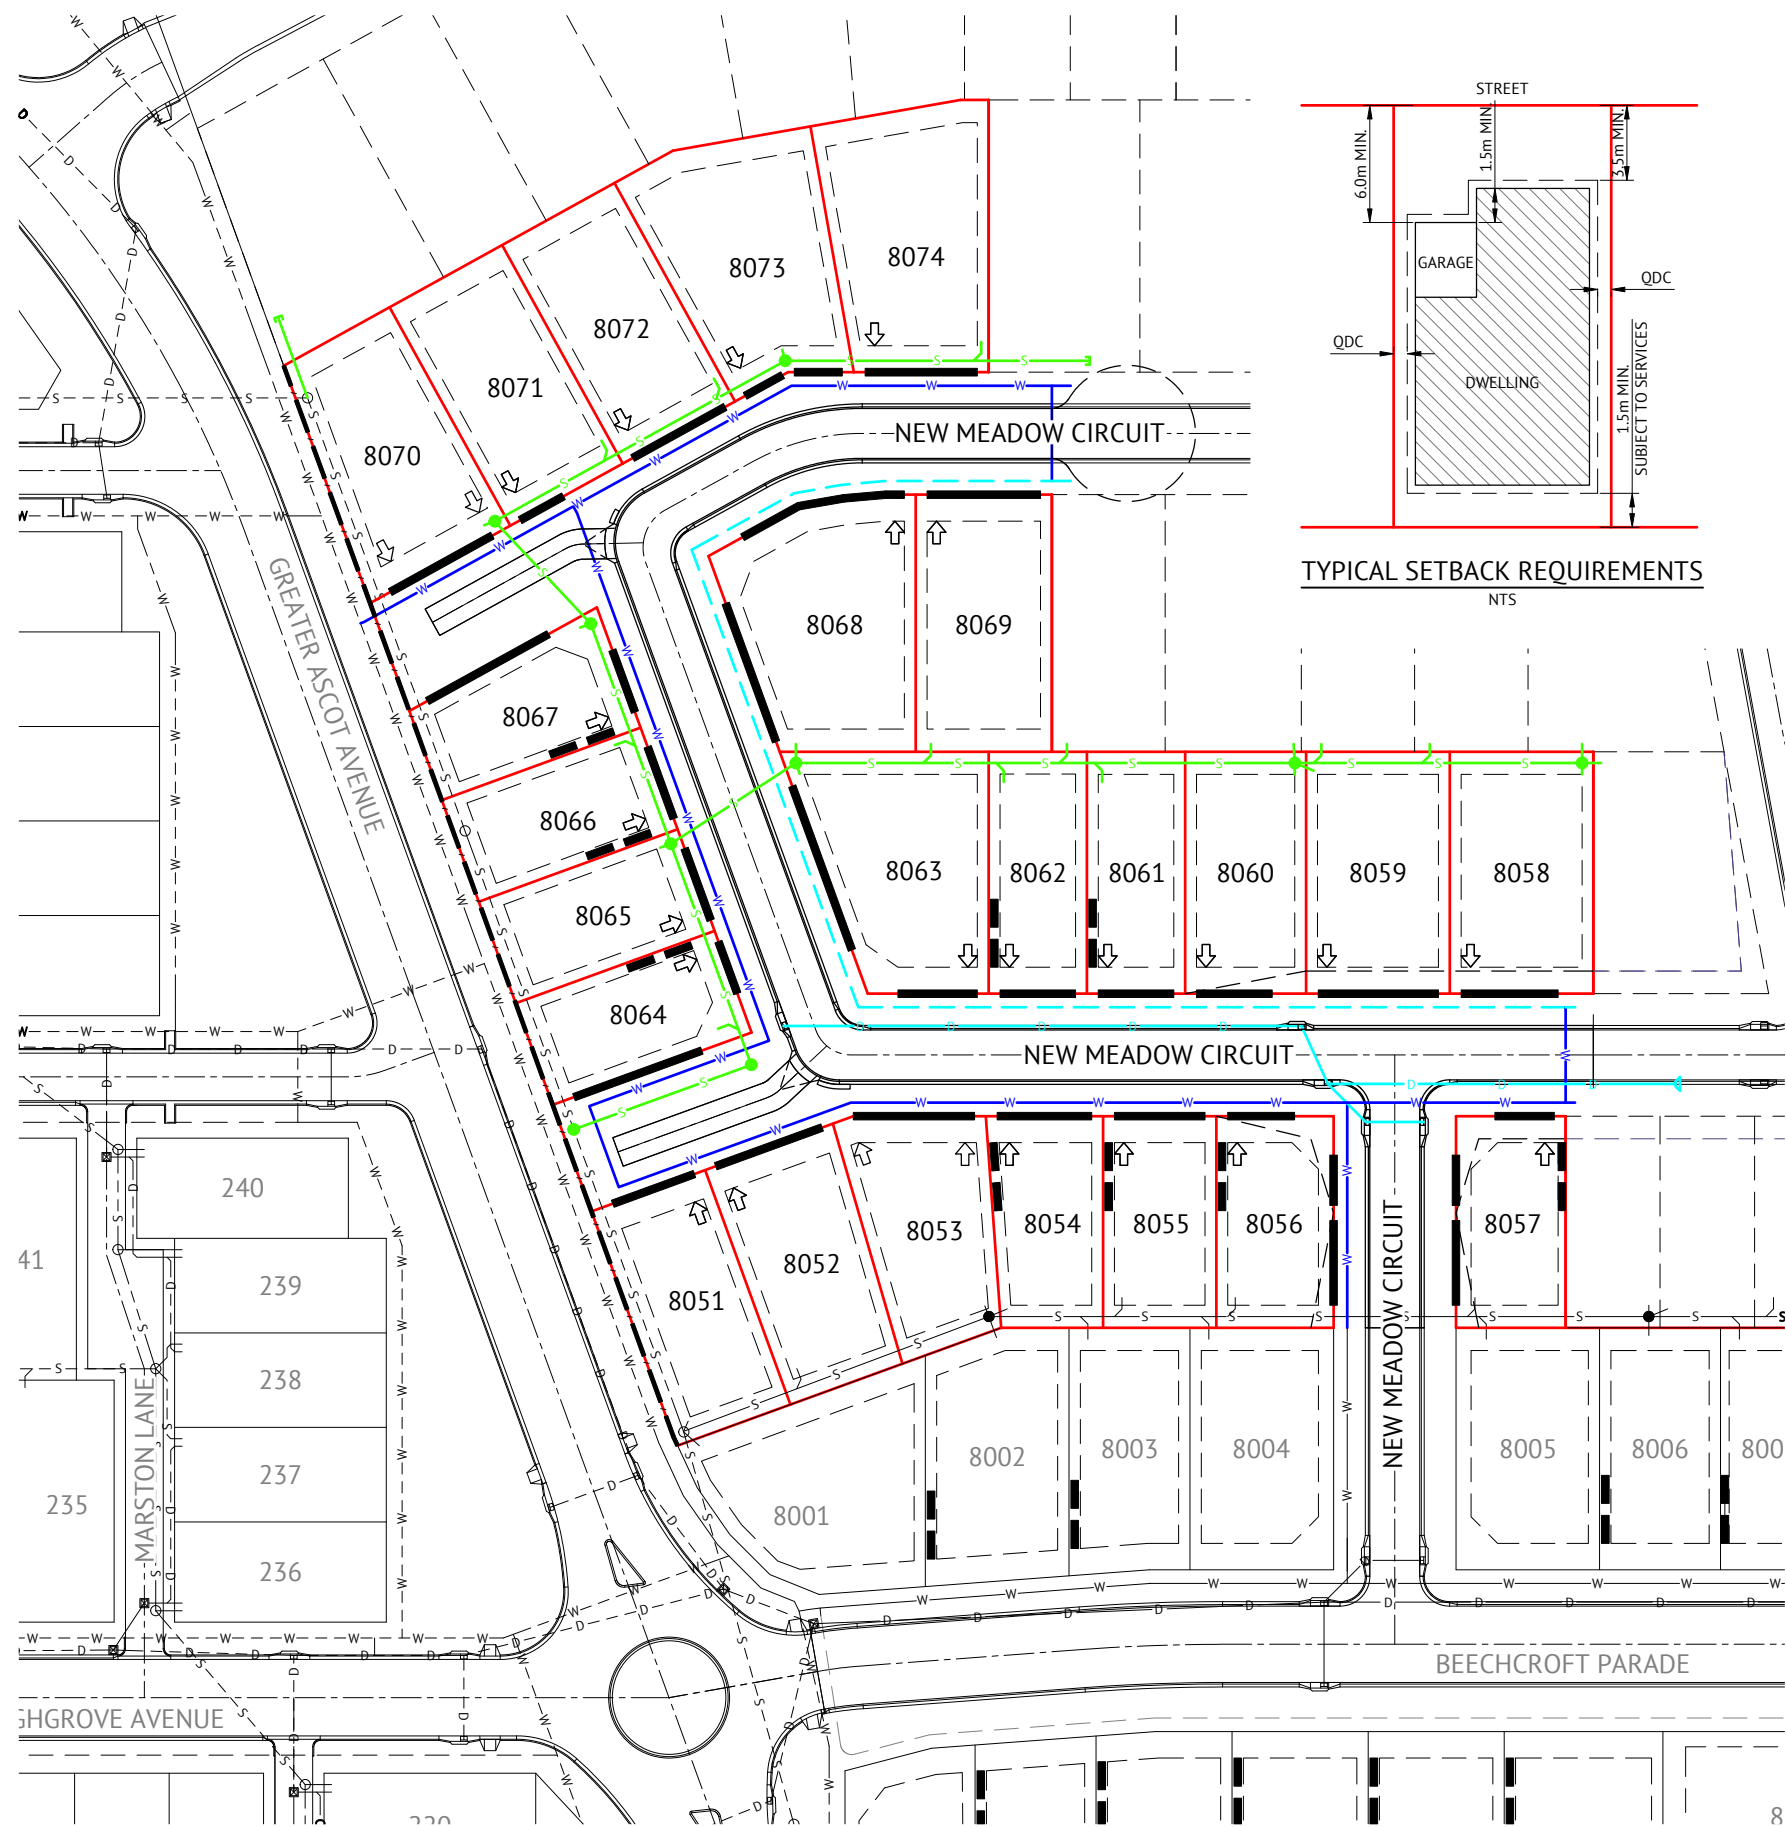 STREET
6.0m MIN.
1.5m MIN.
3.5m MIN.
GARAGE
QDC
QDC
DWELLING
1.5m MIN.
SUBJECT TO SERVICES
TYPICAL SETBACK REQUIREMENTS
NTS
8074
8073
8072
8071
8070
NEW MEADOW CIRCUIT
GREATER ASCOT AVENUE
8068
8069
8067
8066
8065
8064
8063
8062
8061
8060
8059
8058
NEW MEADOW CIRCUIT
8051
8052
8053
8054
8055
8056
8057
NEW MEADOW CIRCUIT
240
41
239
238
237
236
235
MARSTON LANE
8001
8002
8003
8004
8005
8006
800
BEECHCROFT PARADE
GHGROVE AVENUE